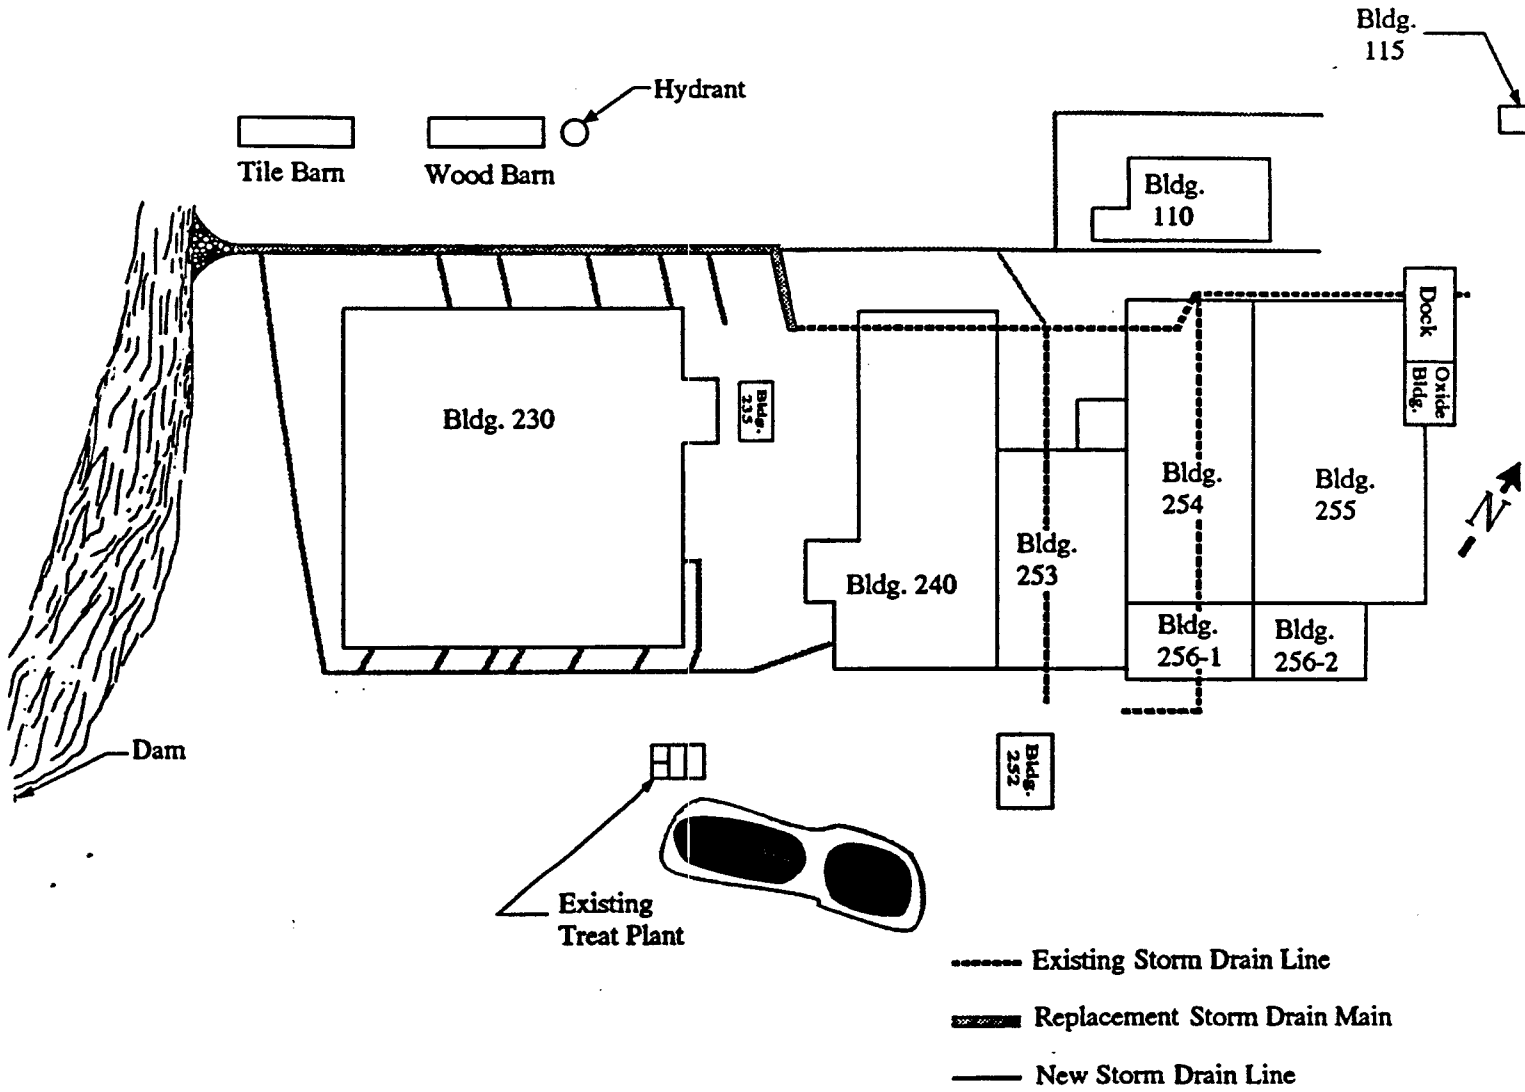 Bldg.
115
Hydrant
Tile Barn
Wood Barn
Bldg.
110
Dock
Oxide
Bldg.
Bldg. 230
Bldg.
235
Bldg.
254
Bldg.
255
N
Bldg. 240
Bldg.
253
Bldg.
256-1
Bldg.
256-2
Dam
Bldg.
252
Existing
Treat Plant
Existing Storm Drain Line
Replacement Storm Drain Main
New Storm Drain Line